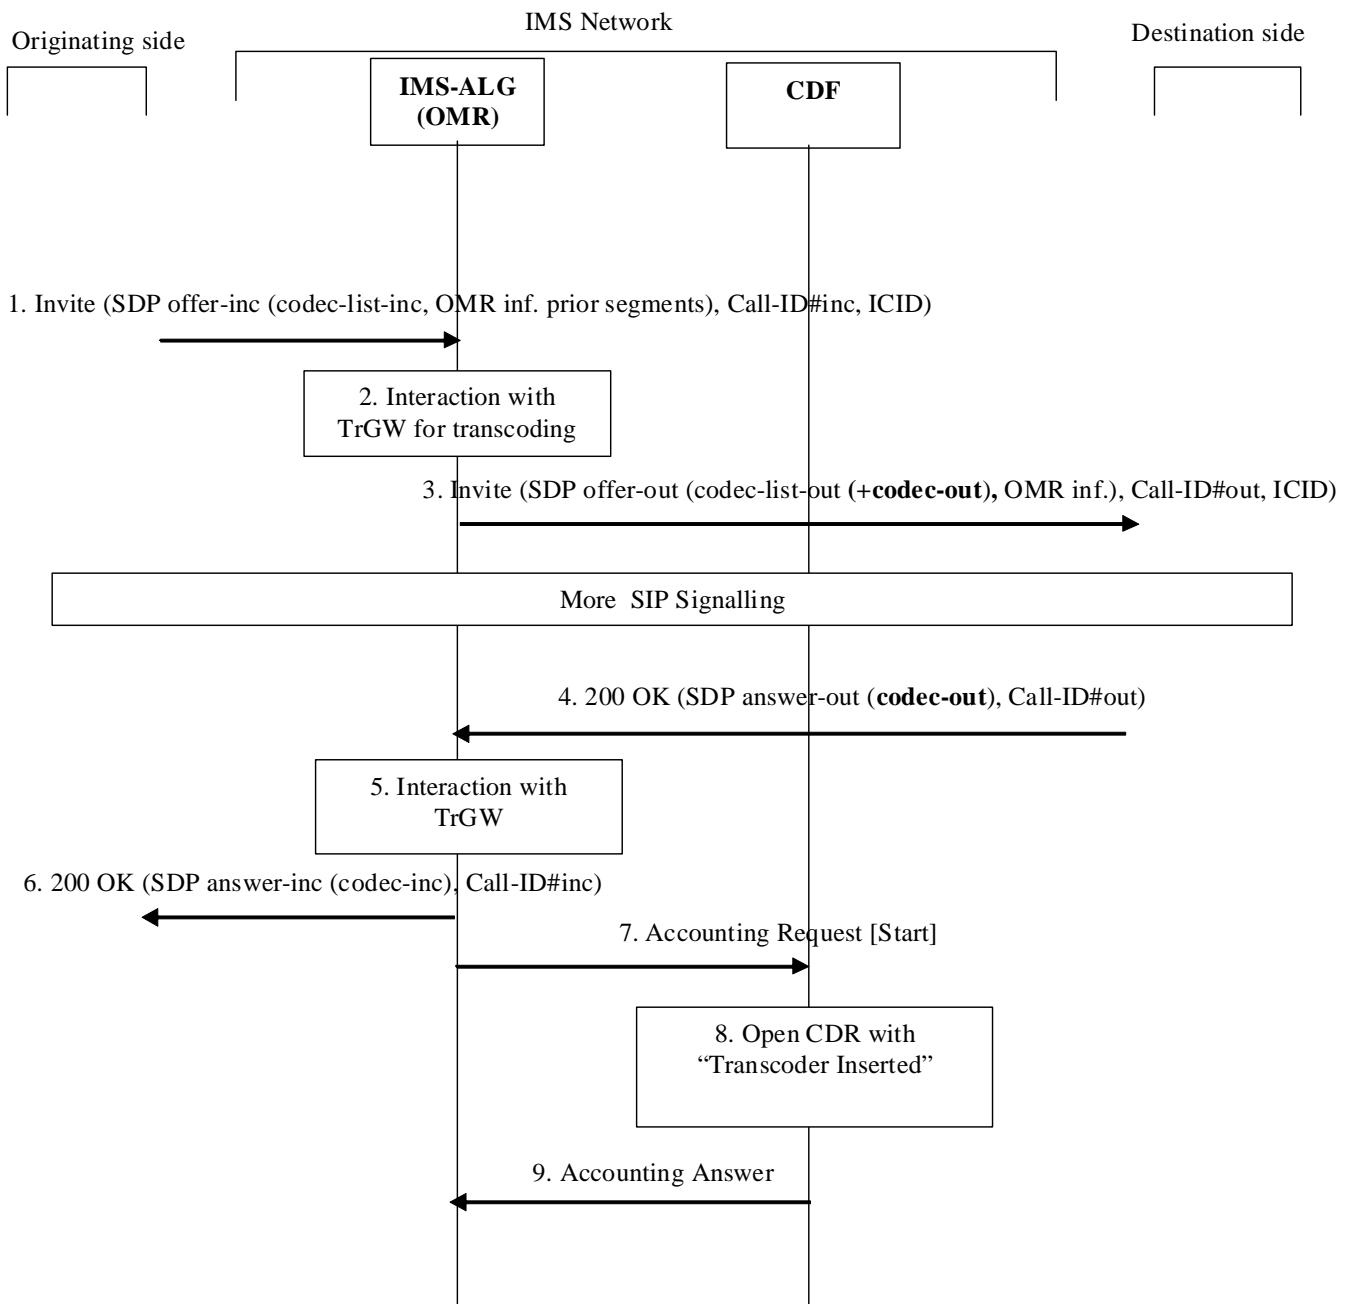 IMS Network
Originating side
Destination side
IMS-ALG
(OMR)
CDF
1. Invite (SDP offer-inc (codec-list-inc, OMR inf. prior segments), Call-ID#inc, ICID)
2. Interaction with
TrGW for transcoding
3. Invite (SDP offer-out (codec-list-out (+codec-out), OMR inf.), Call-ID#out, ICID)
More SIP Signalling
4. 200 OK (SDP answer-out (codec-out), Call-ID#out)
5. Interaction with
TrGW
6. 200 OK (SDP answer-inc (codec-inc), Call-ID#inc)
7. Accounting Request [Start]
8. Open CDR with
“Transcoder Inserted”
9. Accounting Answer